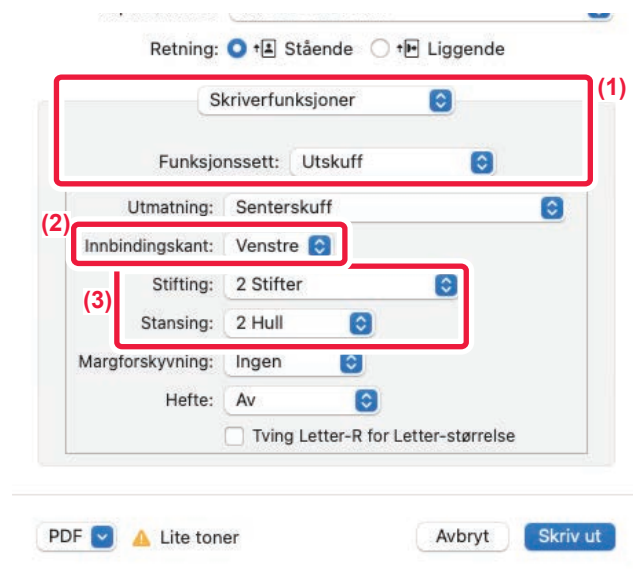 Retning: Stående Liggende
(1)
Skriverfunksjoner
Funksjonssett: Utskuff
Utmatning: Senterskuff
(2)
Innbindingskant: Venstre
(3)
Stifting: 2 Stifter
Stansing: 2 Hull
Margforskyvning: Ingen
Hefte: Av
Tving Letter-R for Letter-størrelse
PDF Lite toner Avbryt Skriv ut